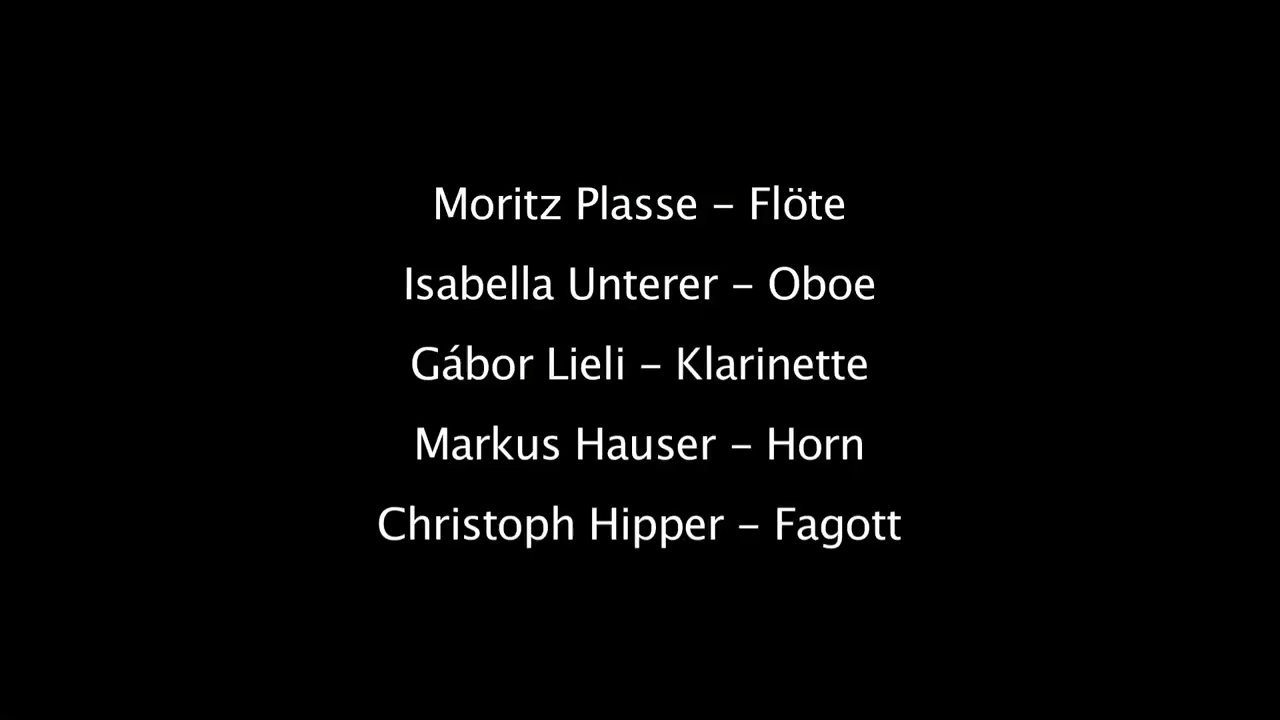 Moritz Plasse – Flöte
Isabella Unterer – Oboe
Gábor Lieli – Klarinette
Markus Hauser – Horn
Christoph Hipper – Fagott